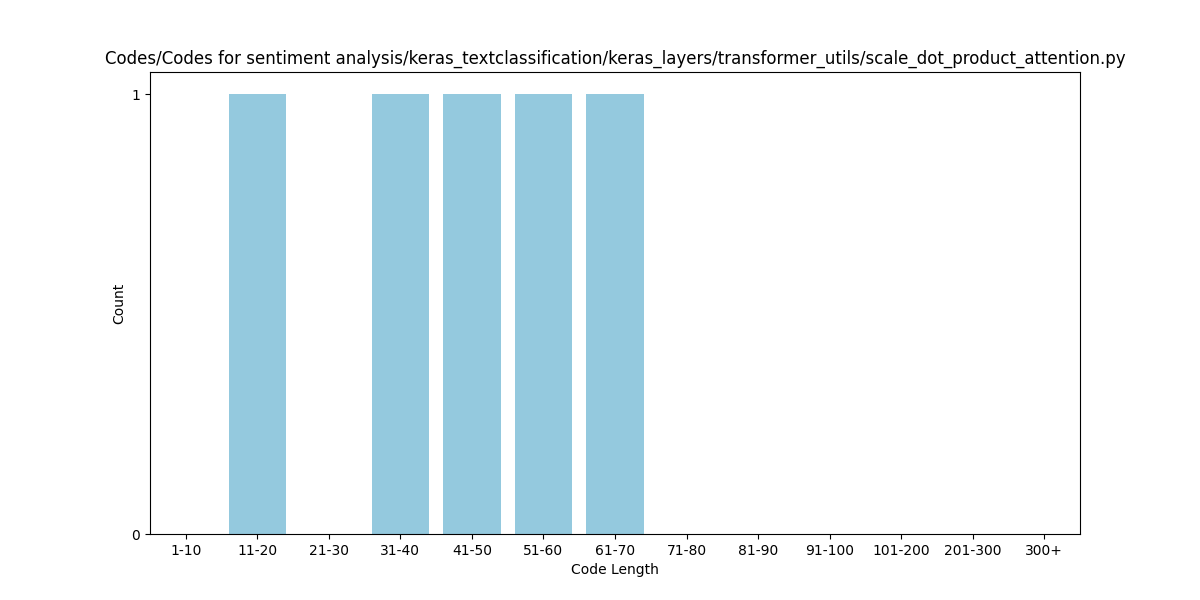 Codes/Codes for sentiment analysis/keras_textclassification/keras_layers/transformer_utils/scale_dot_product_attention.py
1
Count
0
1-10 11-20 21-30 31-40 41-50 51-60 61-70 71-80 81-90 91-100 101-200 201-300 300+
Code Length